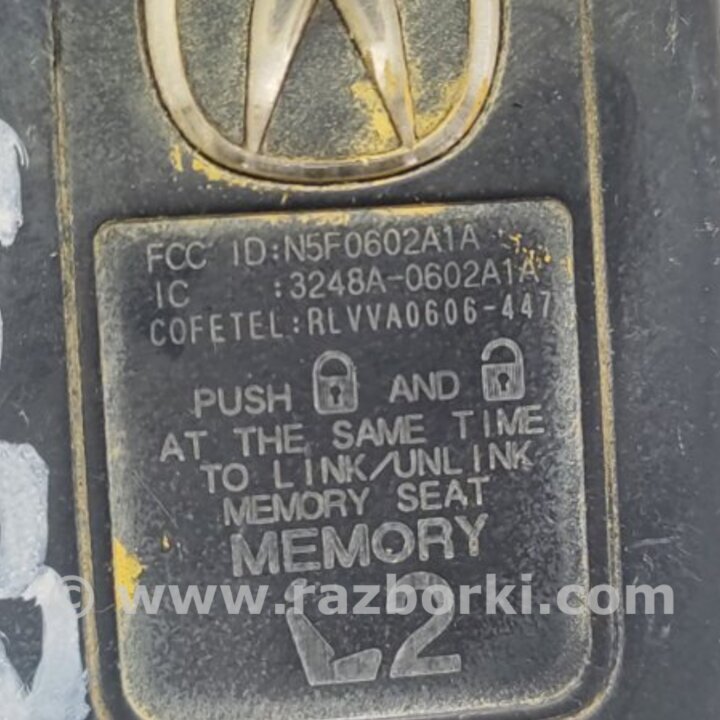 FCC ID:N5F0602A1A
IC :3248A-0602A1A
COFETEL:RLVVA0606-447
PUSH AND
AT THE SAME TIME
TO LINK/UNLINK
MEMORY SEAT
MEMORY
© www.razborki.com
2